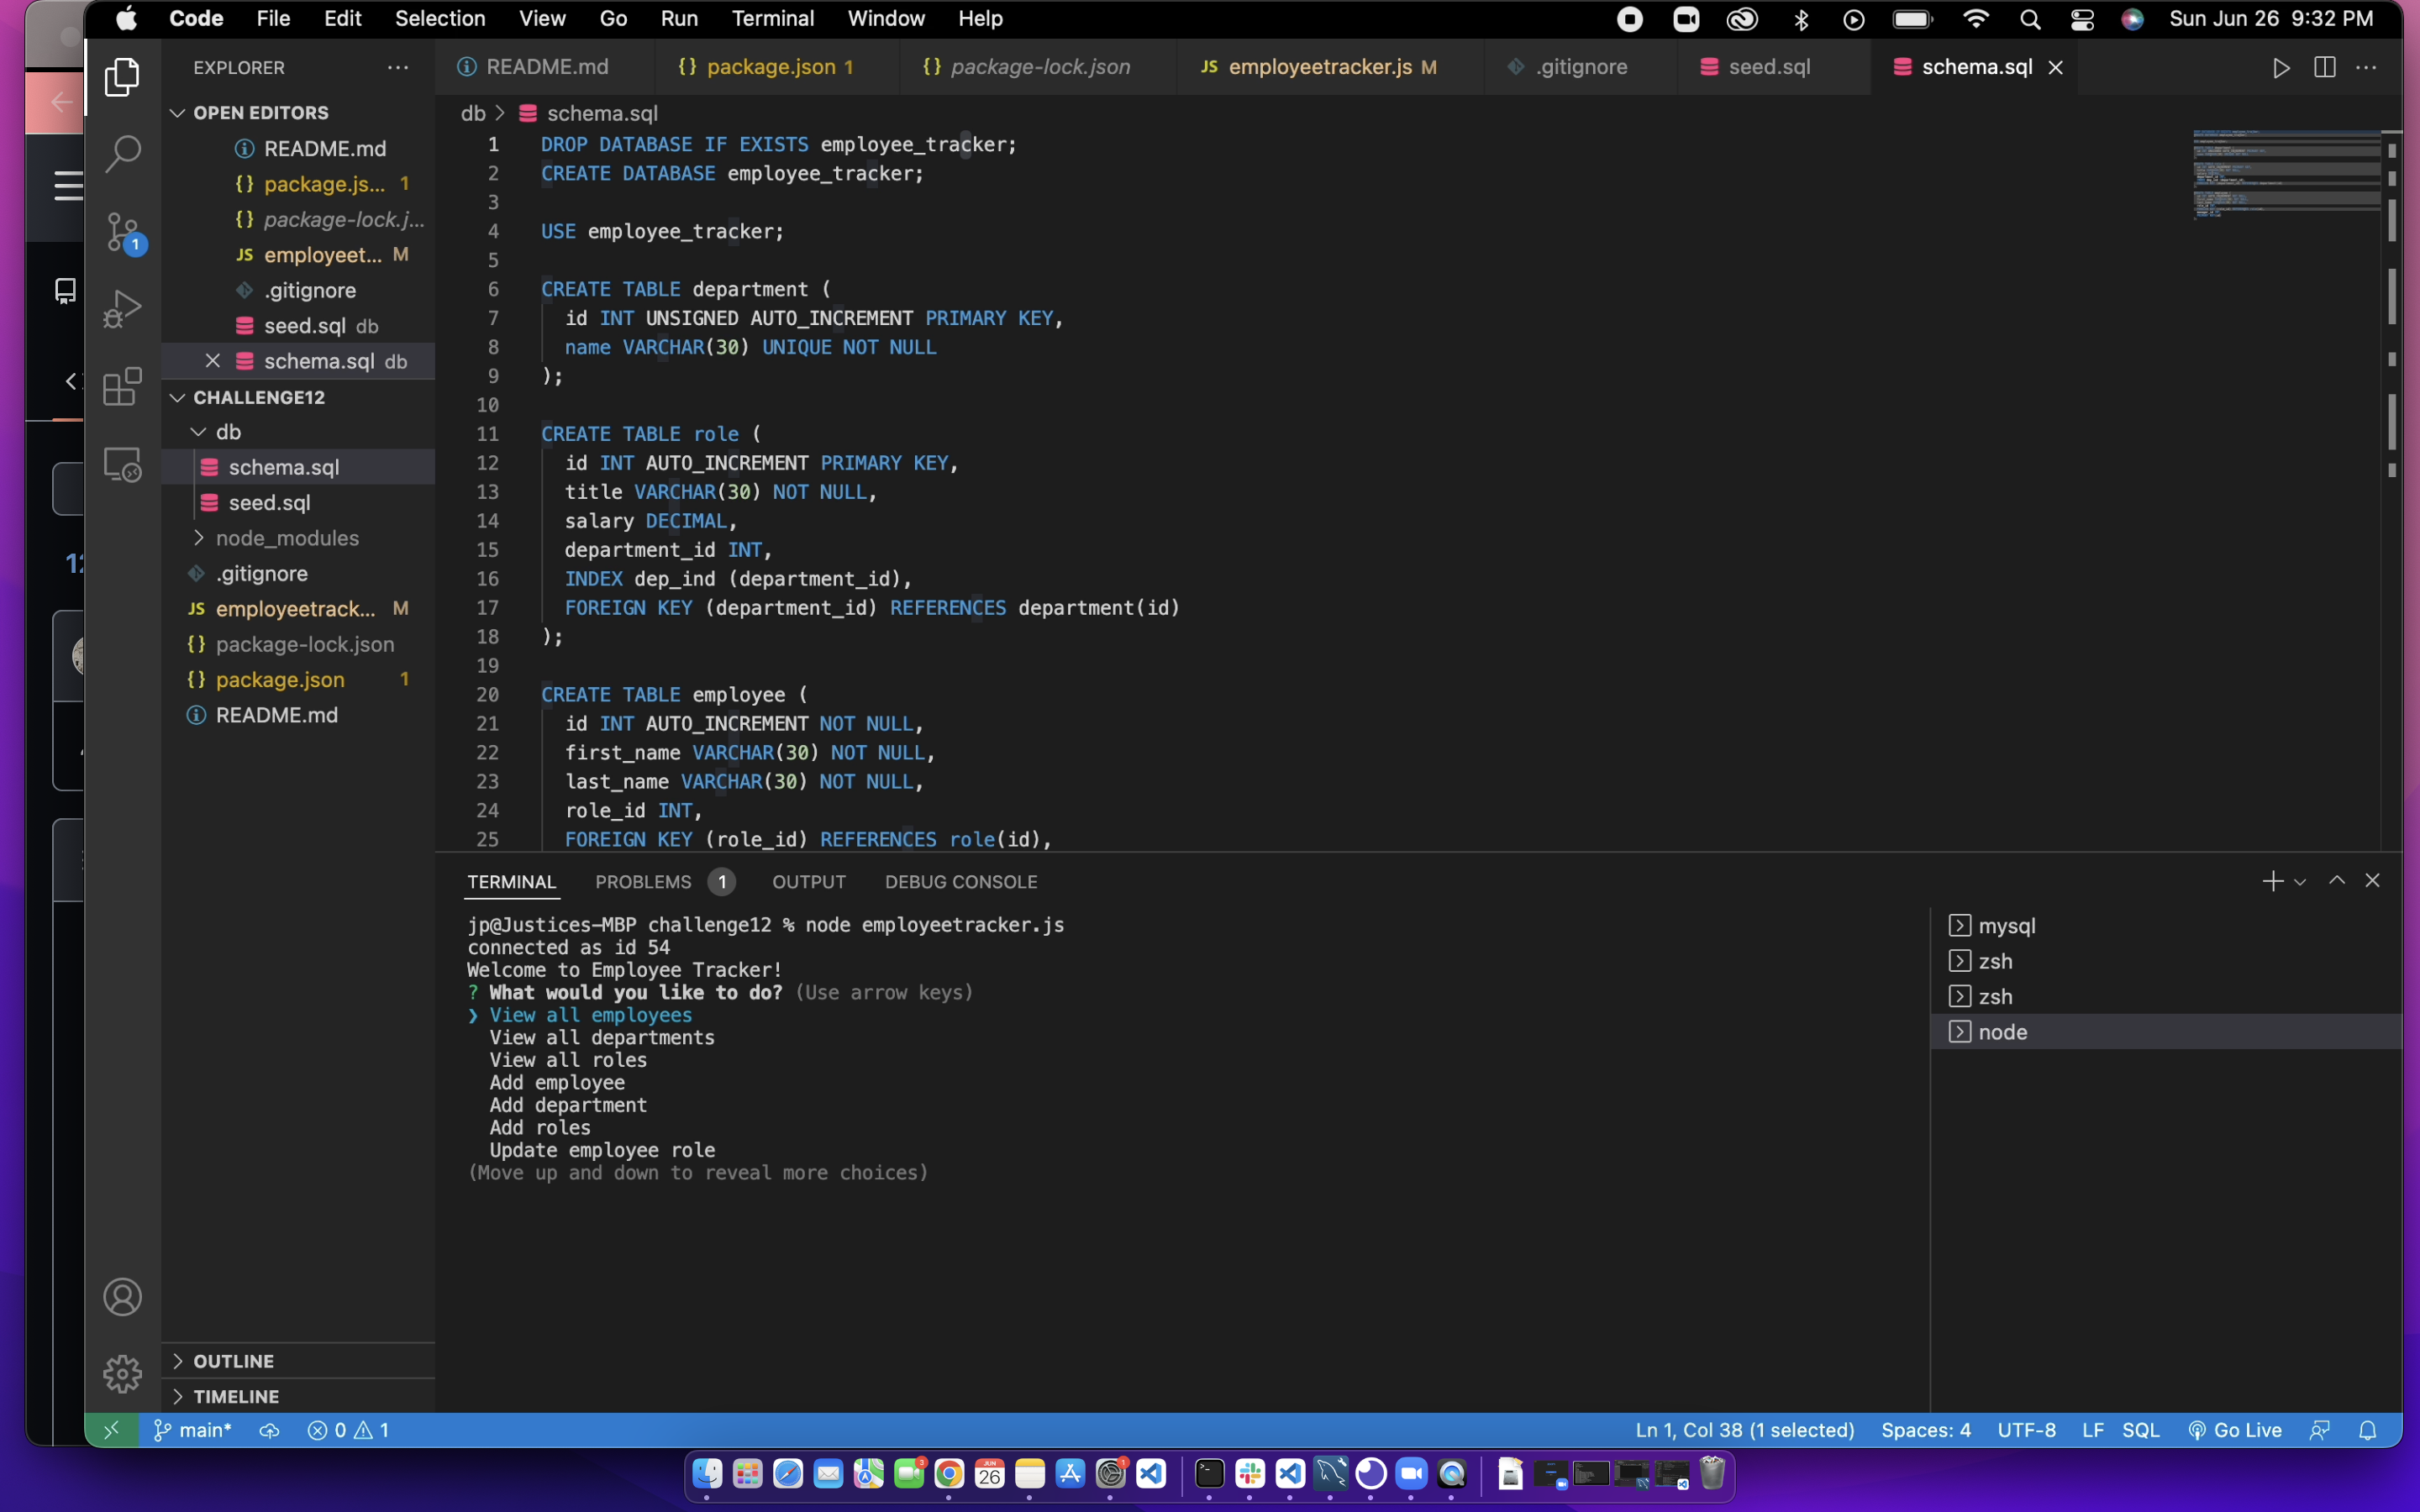 Code File Edit Selection View Go Run Terminal Window Help Sun Jun 26 9:32 PM
EXPLORER ··· README.md {} package.json 1 {} package-lock.json JS employeetracker.js M .gitignore seed.sql schema.sql ···
OPEN EDITORS
README.md
{} package.js... 1
{} package-lock.j...
JS employeet... M
.gitignore
seed.sql db
schema.sql db
CHALLENGE12
db
schema.sql
seed.sql
node_modules
.gitignore
JS employeetrack... M
{} package-lock.json
{} package.json 1
README.md
OUTLINE
TIMELINE
1
db > schema.sql
1 DROP DATABASE IF EXISTS employee_tracker;
2 CREATE DATABASE employee_tracker;
3
4 USE employee_tracker;
5
6 CREATE TABLE department (
7 id INT UNSIGNED AUTO_INCREMENT PRIMARY KEY,
8 name VARCHAR(30) UNIQUE NOT NULL
9 );
10
11 CREATE TABLE role (
12 id INT AUTO_INCREMENT PRIMARY KEY,
13 title VARCHAR(30) NOT NULL,
14 salary DECIMAL,
15 department_id INT,
16 INDEX dep_ind (department_id),
17 FOREIGN KEY (department_id) REFERENCES department(id)
18 );
19
20 CREATE TABLE employee (
21 id INT AUTO_INCREMENT NOT NULL,
22 first_name VARCHAR(30) NOT NULL,
23 last_name VARCHAR(30) NOT NULL,
24 role_id INT,
25 FOREIGN KEY (role_id) REFERENCES role(id),
TERMINAL PROBLEMS 1 OUTPUT DEBUG CONSOLE
jp@Justices-MBP challenge12 % node employeetracker.js
connected as id 54
Welcome to Employee Tracker!
? What would you like to do? (Use arrow keys)
❯ View all employees
View all departments
View all roles
Add employee
Add department
Add roles
Update employee role
(Move up and down to reveal more choices)
mysql
zsh
zsh
node
main* 0 1 Ln 1, Col 38 (1 selected) Spaces: 4 UTF-8 LF SQL Go Live
3 JUN 26 1